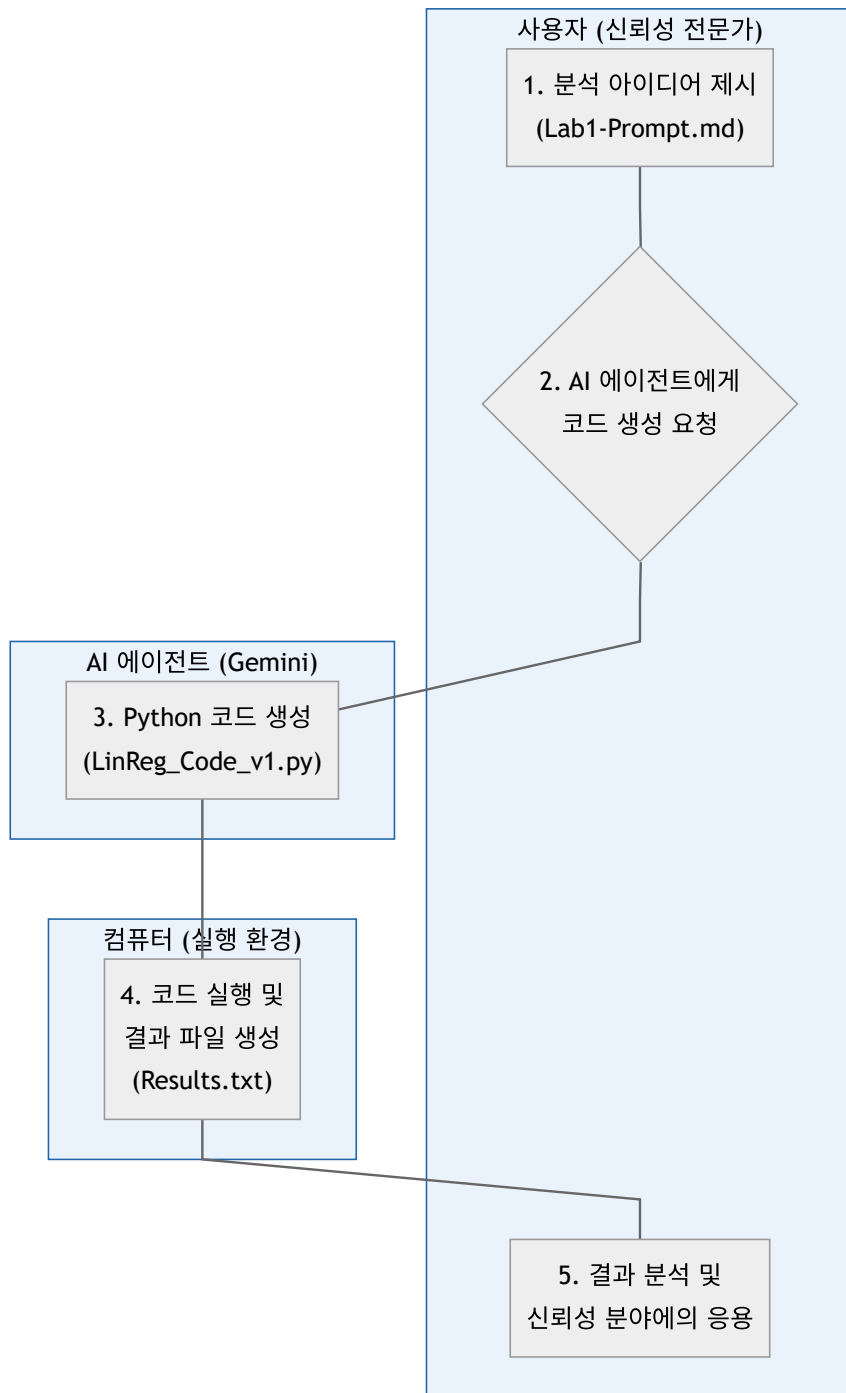 사용자 (신뢰성 전문가)
1. 분석 아이디어 제시
(Lab1-Prompt.md)
2. AI 에이전트에게
코드 생성 요청
AI 에이전트 (Gemini)
3. Python 코드 생성
(LinReg_Code_v1.py)
컴퓨터 (실행 환경)
4. 코드 실행 및
결과 파일 생성
(Results.txt)
5. 결과 분석 및
신뢰성 분야에의 응용